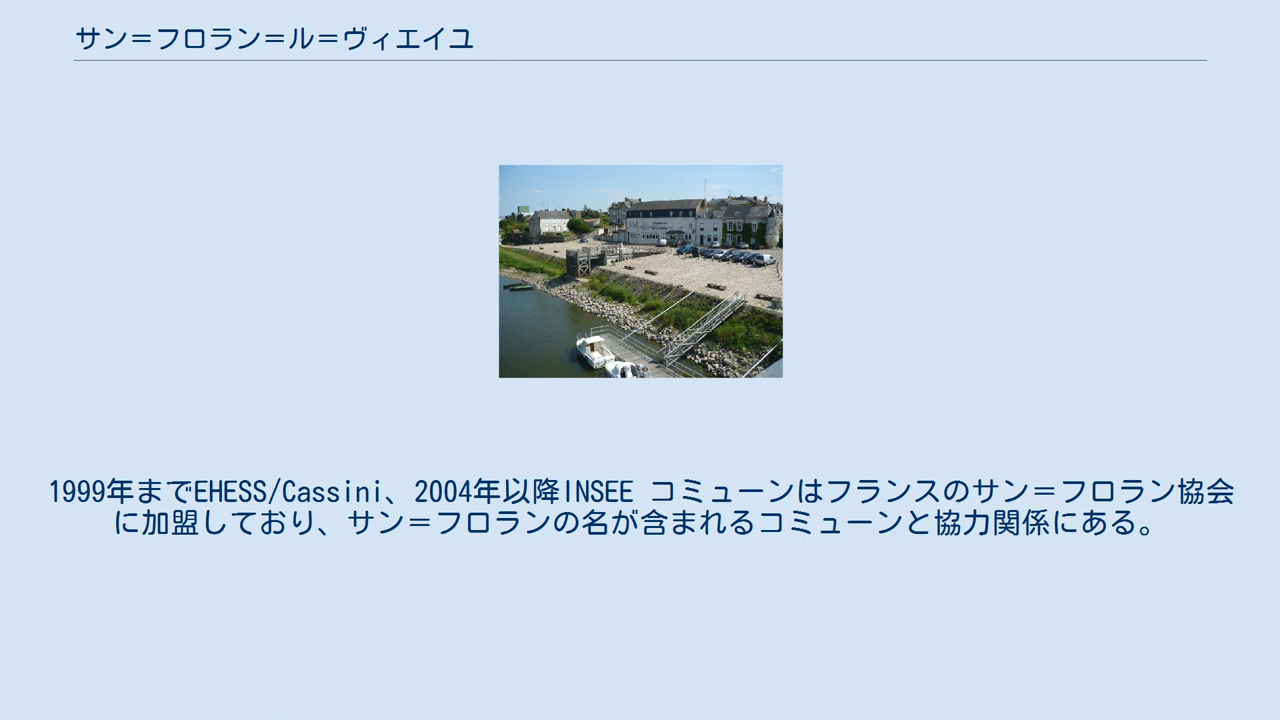 サン＝フロラン＝ル＝ヴィエイユ
1999年までEHESS/Cassini、2004年以降INSEE コミューンはフランスのサン＝フロラン協会
に加盟しており、サン＝フロランの名が含まれるコミューンと協力関係にある。